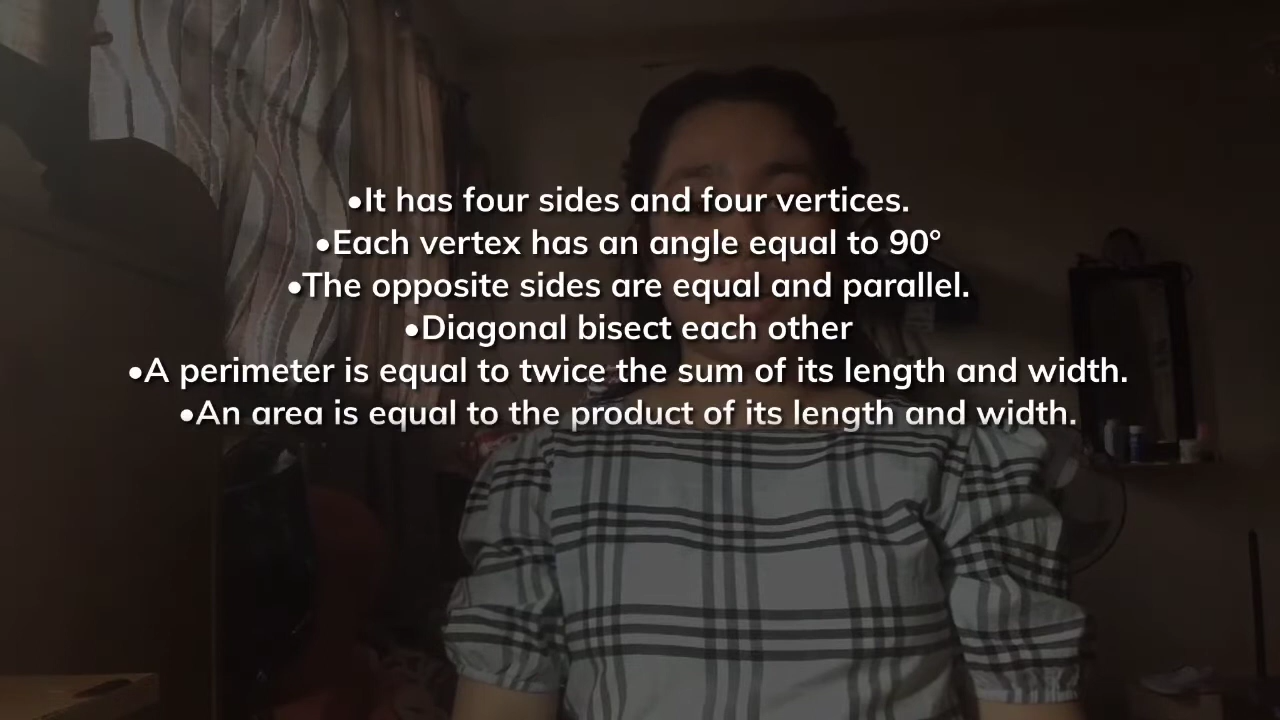 •It has four sides and four vertices.
•Each vertex has an angle equal to 90°
•The opposite sides are equal and parallel.
•Diagonal bisect each other
•A perimeter is equal to twice the sum of its length and width.
•An area is equal to the product of its length and width.